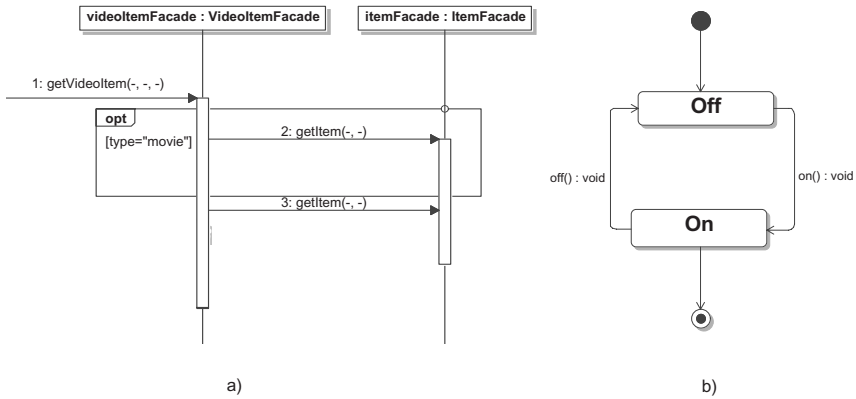 videoItemFacade : VideoItemFacade
itemFacade : ItemFacade
1: getVideoItem(-, -, -)
opt
[type="movie"]
2: getItem(-, -)
3: getItem(-, -)
a)
Off
off() : void
on() : void
On
b)